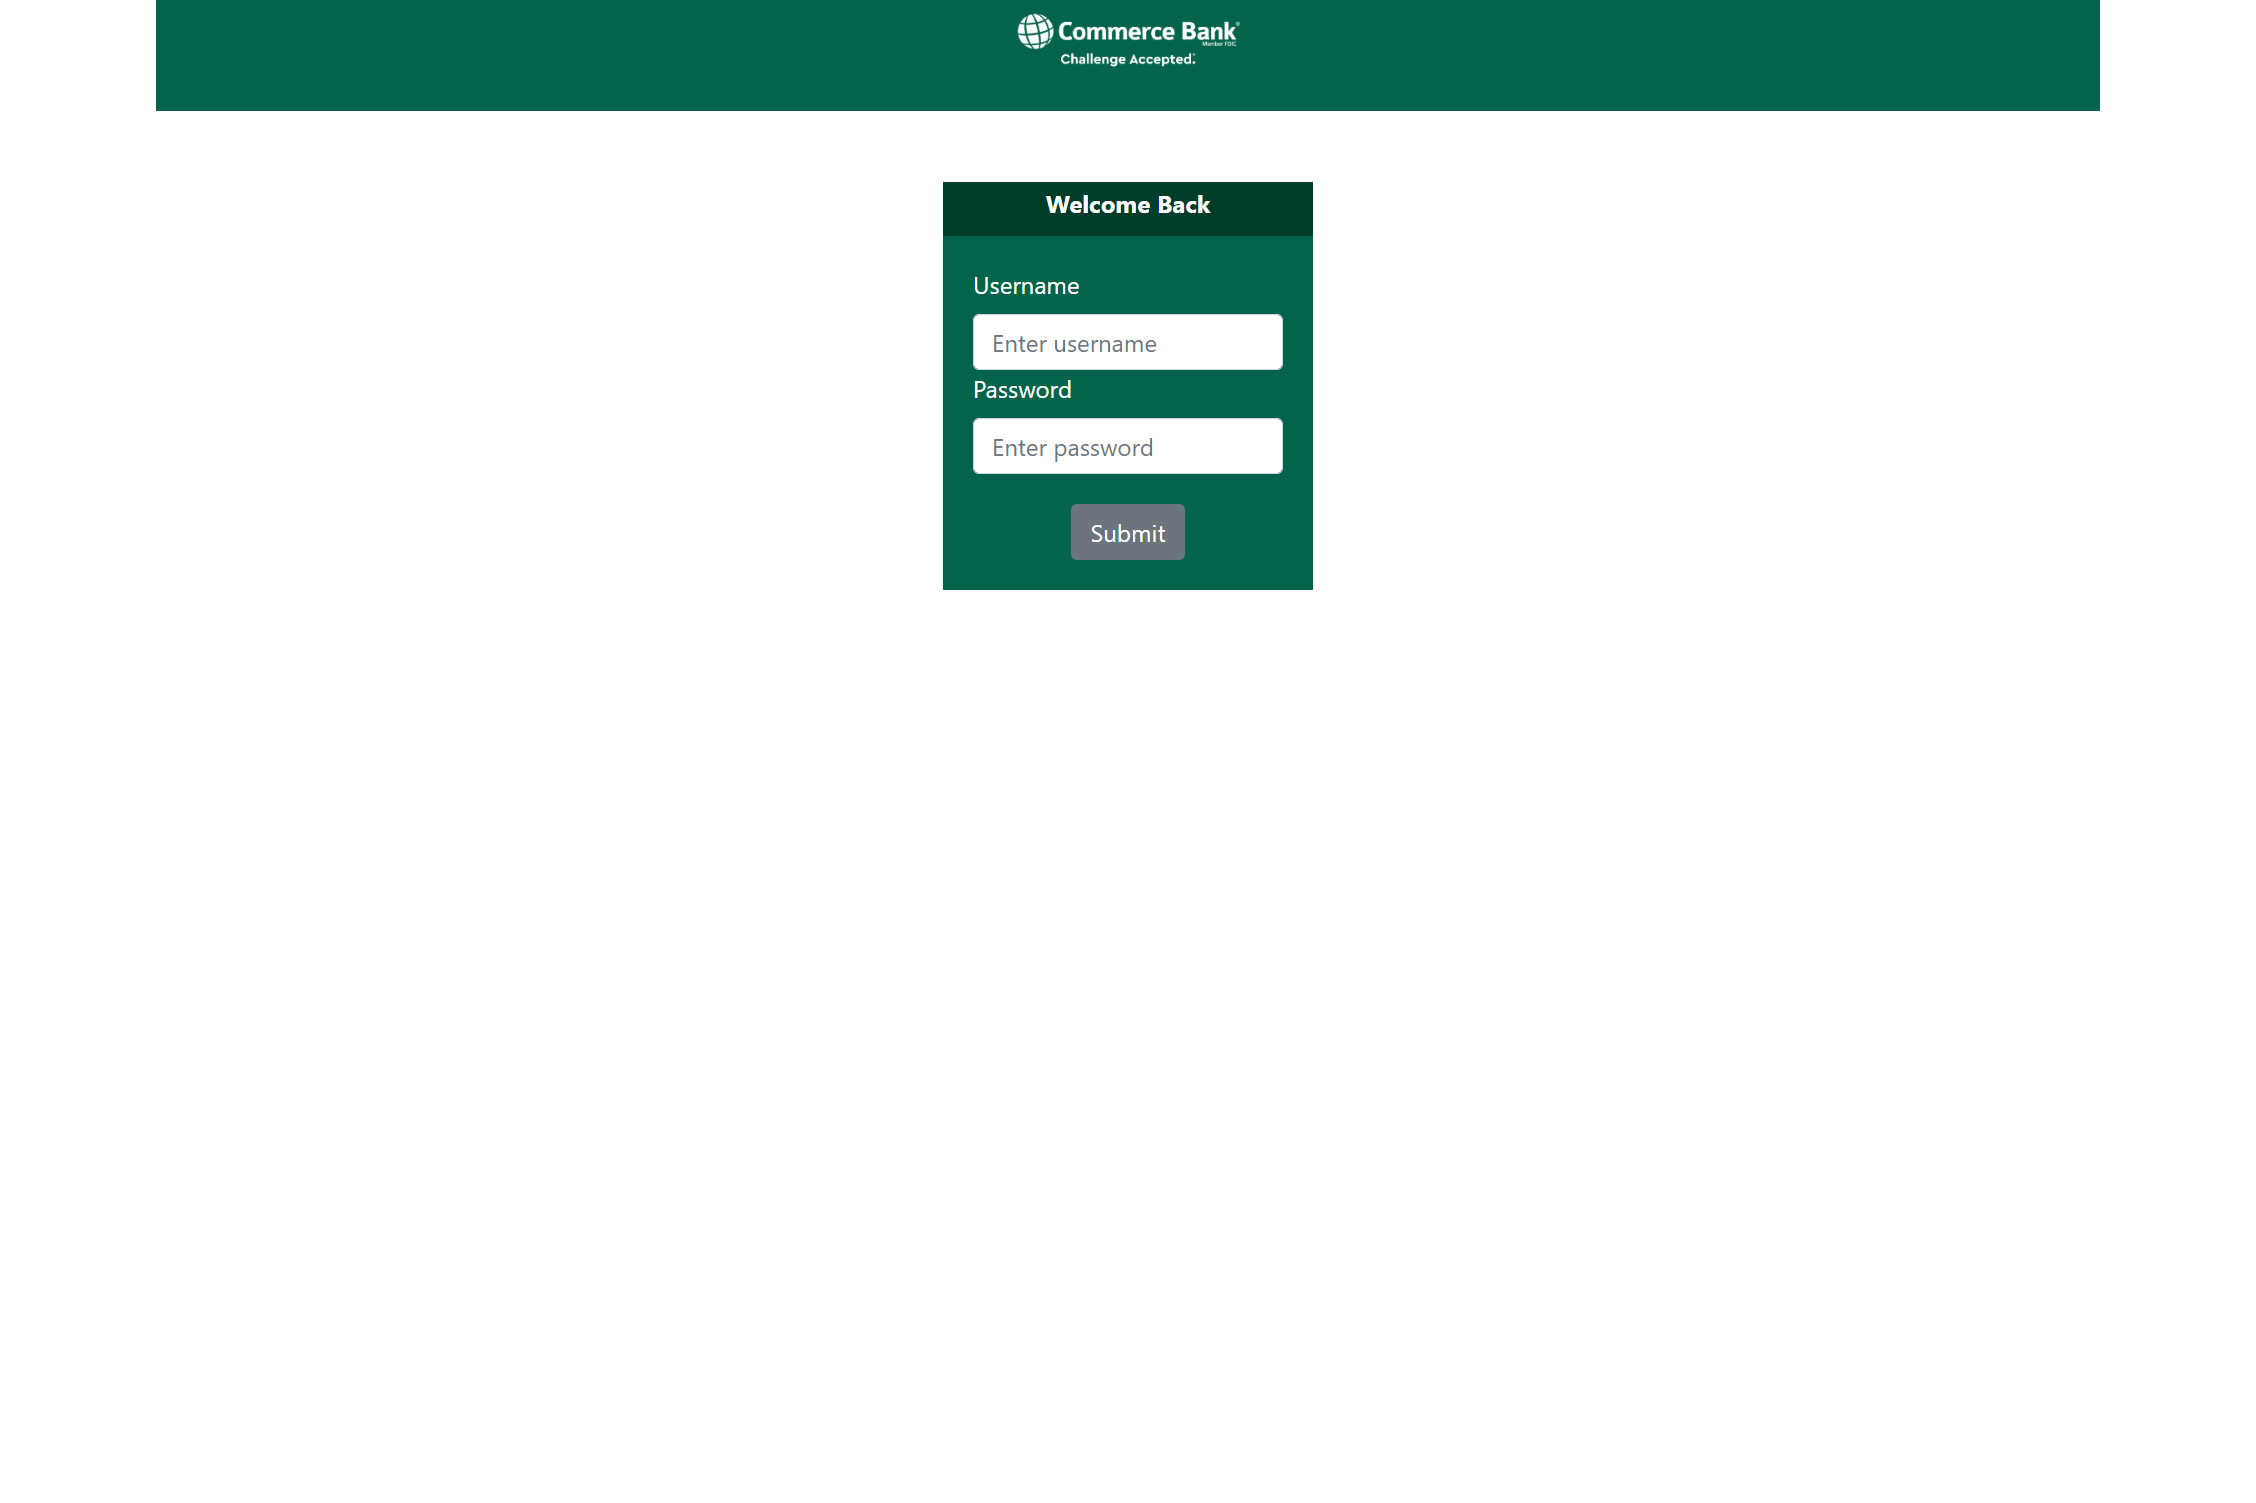 Commerce Bank®
Member FDIC
Challenge Accepted.
Welcome Back
Username
Enter username
Password
Enter password
Submit